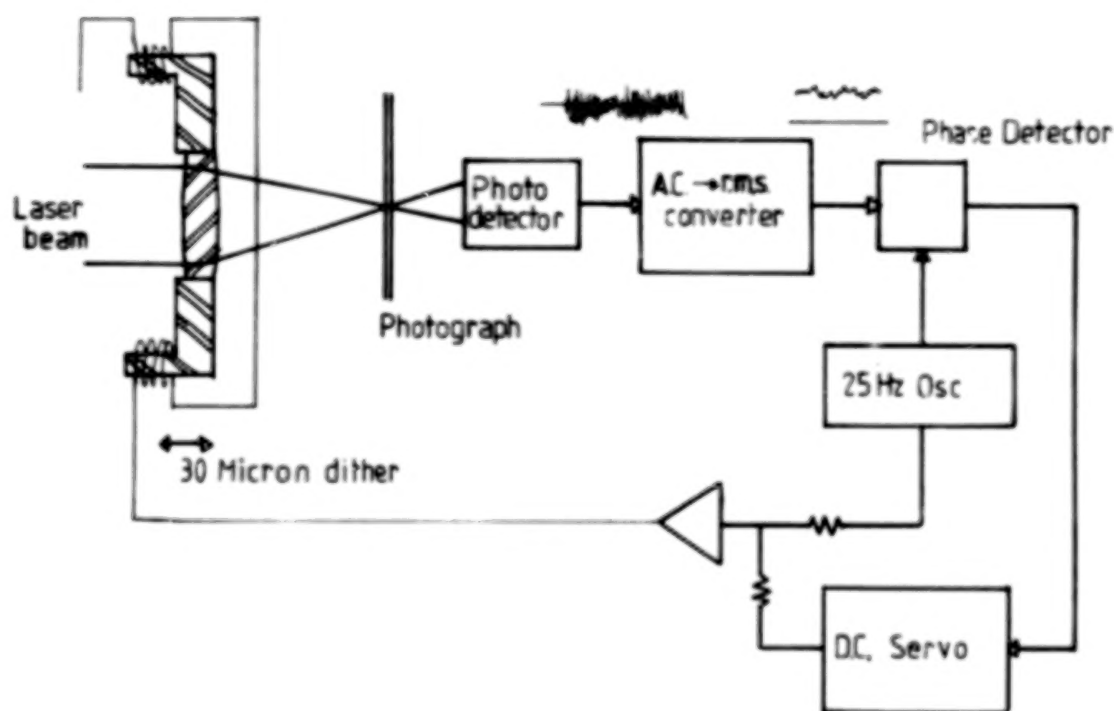 Laser
beam
Photograph
Photo
detector
A.C. → r.m.s.
converter
Phase Detector
25 Hz Osc
30 Micron dither
D.C. Servo